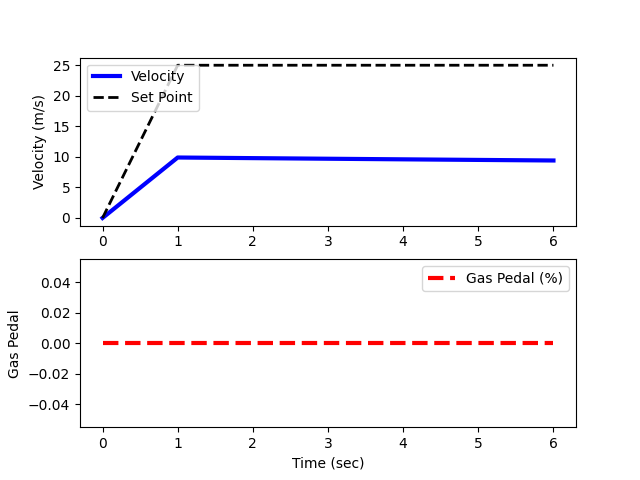 25
20
15
10
5
0
Velocity (m/s)
Velocity
Set Point
0 1 2 3 4 5 6
0.04
0.02
0.00
−0.02
−0.04
Gas Pedal
Gas Pedal (%)
0 1 2 3 4 5 6
Time (sec)